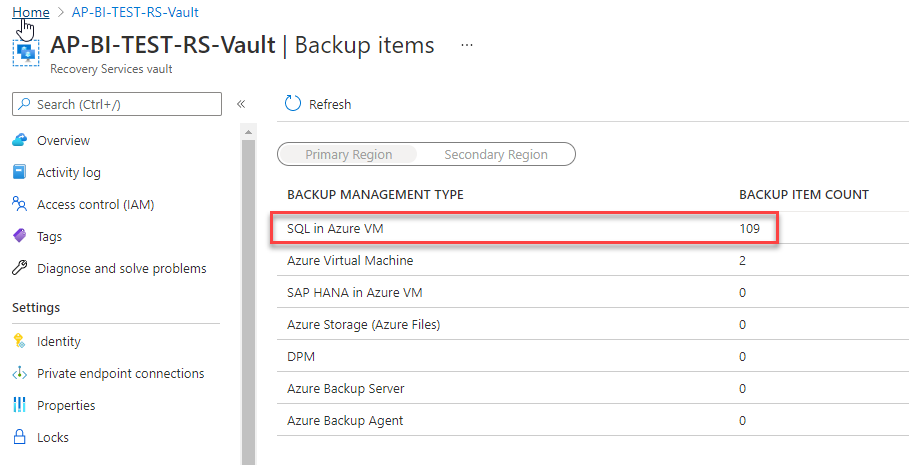 Home > AP-BI-TEST-RS-Vault
AP-BI-TEST-RS-Vault | Backup items ...
Recovery Services vault
Search (Ctrl+/) «
Overview
Activity log
Access control (IAM)
Tags
Diagnose and solve problems
Settings
Identity
Private endpoint connections
Properties
Locks
Refresh
Primary Region Secondary Region
BACKUP MANAGEMENT TYPE BACKUP ITEM COUNT
SQL in Azure VM 109
Azure Virtual Machine 2
SAP HANA in Azure VM 0
Azure Storage (Azure Files) 0
DPM 0
Azure Backup Server 0
Azure Backup Agent 0